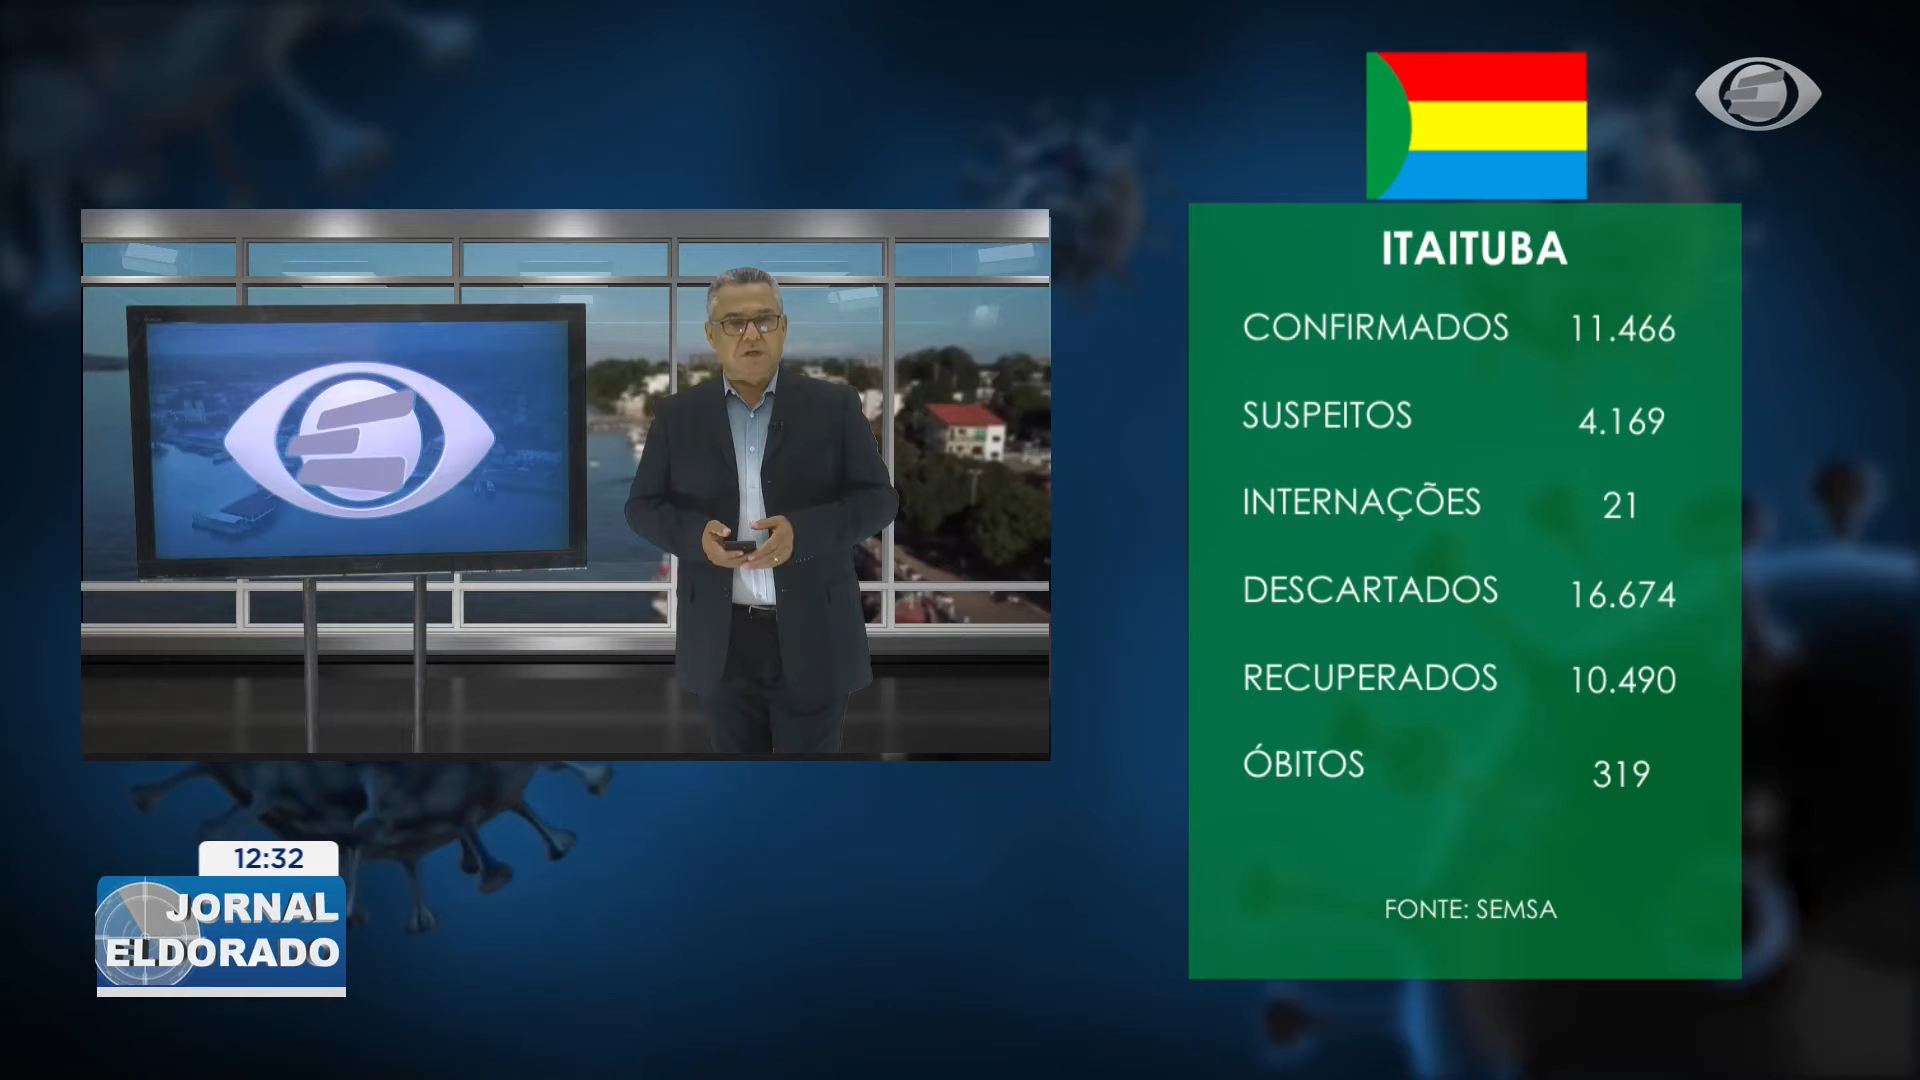 ITAITUBA
CONFIRMADOS 11.466
SUSPEITOS 4.169
INTERNAÇÕES 21
DESCARTADOS 16.674
RECUPERADOS 10.490
ÓBITOS 319
FONTE: SEMSA
12:32
JORNAL
ELDORADO